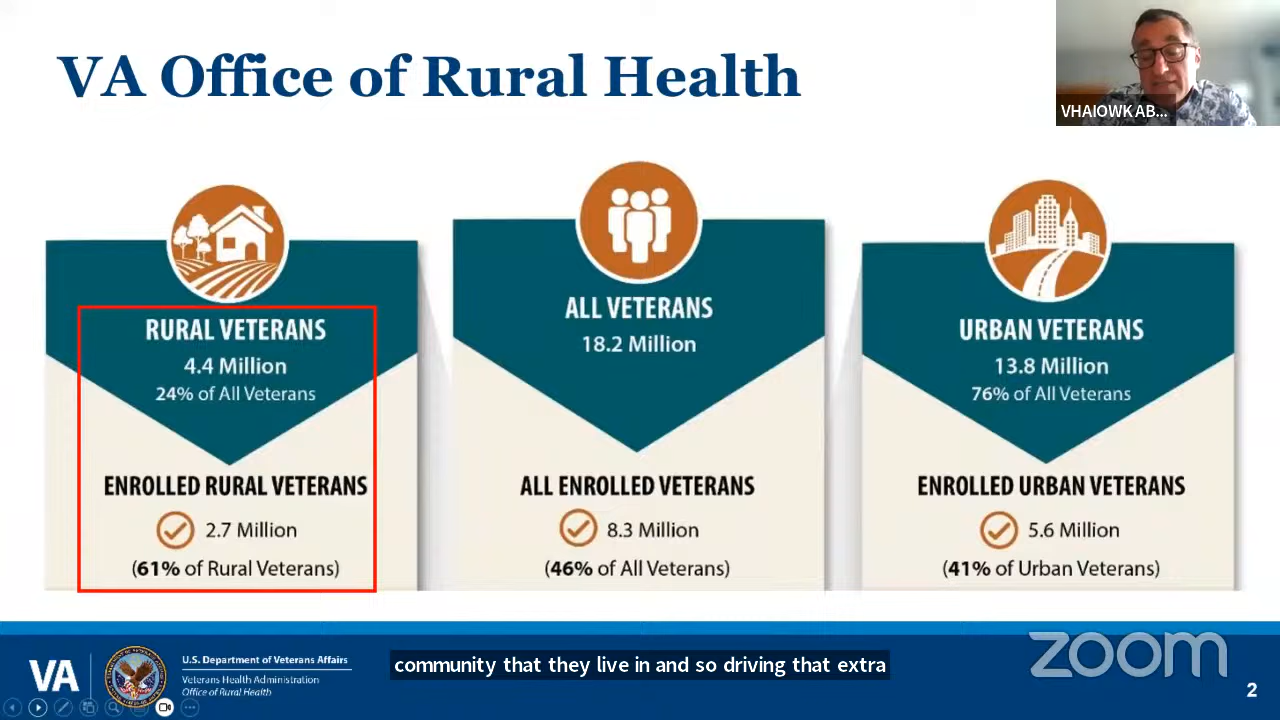 VA Office of Rural Health
VHAIOWK AB...
RURAL VETERANS
4.4 Million
24% of All Veterans
ENROLLED RURAL VETERANS
2.7 Million
(61% of Rural Veterans)
ALL VETERANS
18.2 Million
ALL ENROLLED VETERANS
8.3 Million
(46% of All Veterans)
URBAN VETERANS
13.8 Million
76% of All Veterans
ENROLLED URBAN VETERANS
5.6 Million
(41% of Urban Veterans)
VA
U.S. Department of Veterans Affairs
Veterans Health Administration
Office of Rural Health
community that they live in and so driving that extra
zoom
2